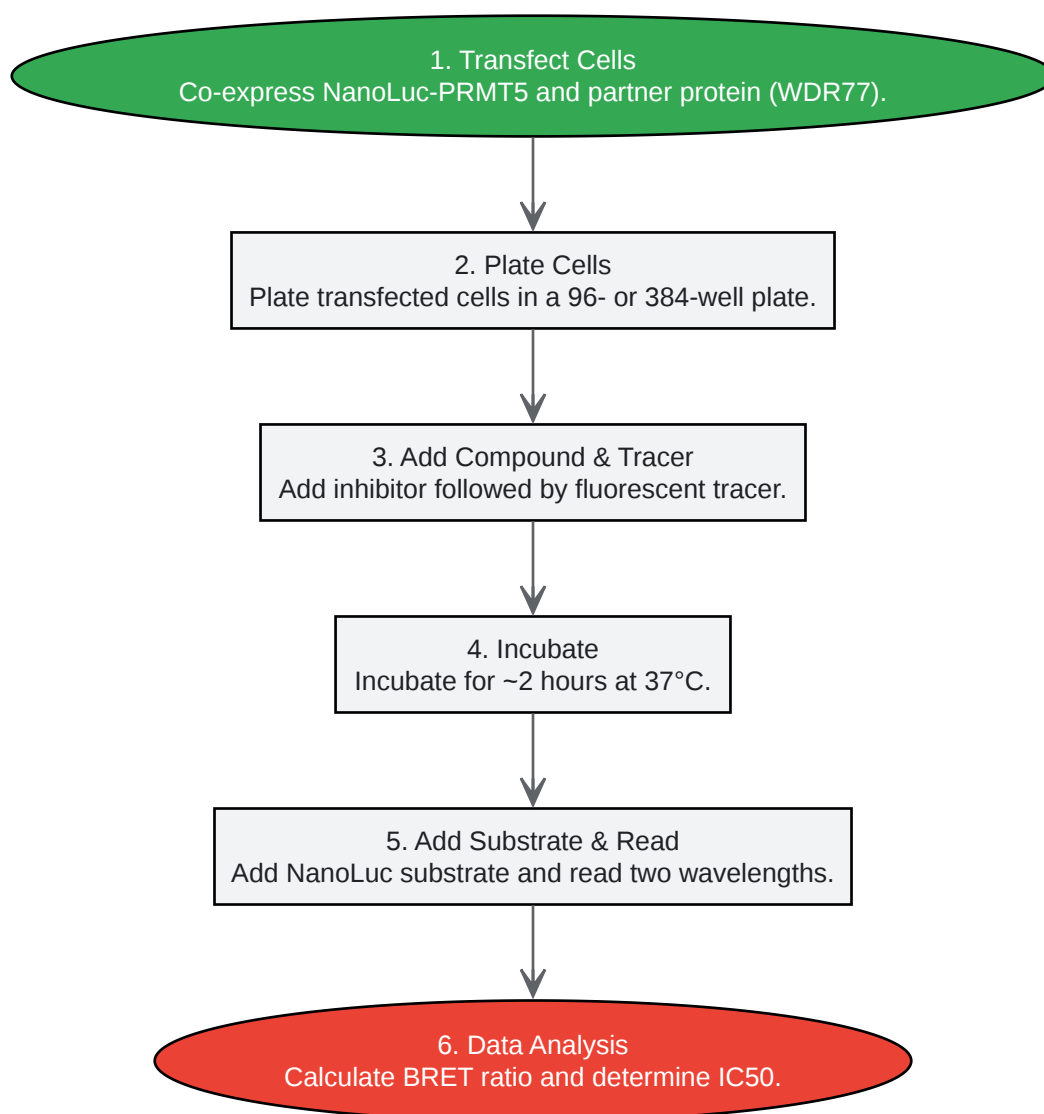 1. Transfect Cells
Co-express NanoLuc-PRMT5 and partner protein (WDR77).
2. Plate Cells
Plate transfected cells in a 96- or 384-well plate.
3. Add Compound & Tracer
Add inhibitor followed by fluorescent tracer.
4. Incubate
Incubate for ~2 hours at 37°C.
5. Add Substrate & Read
Add NanoLuc substrate and read two wavelengths.
6. Data Analysis
Calculate BRET ratio and determine IC50.